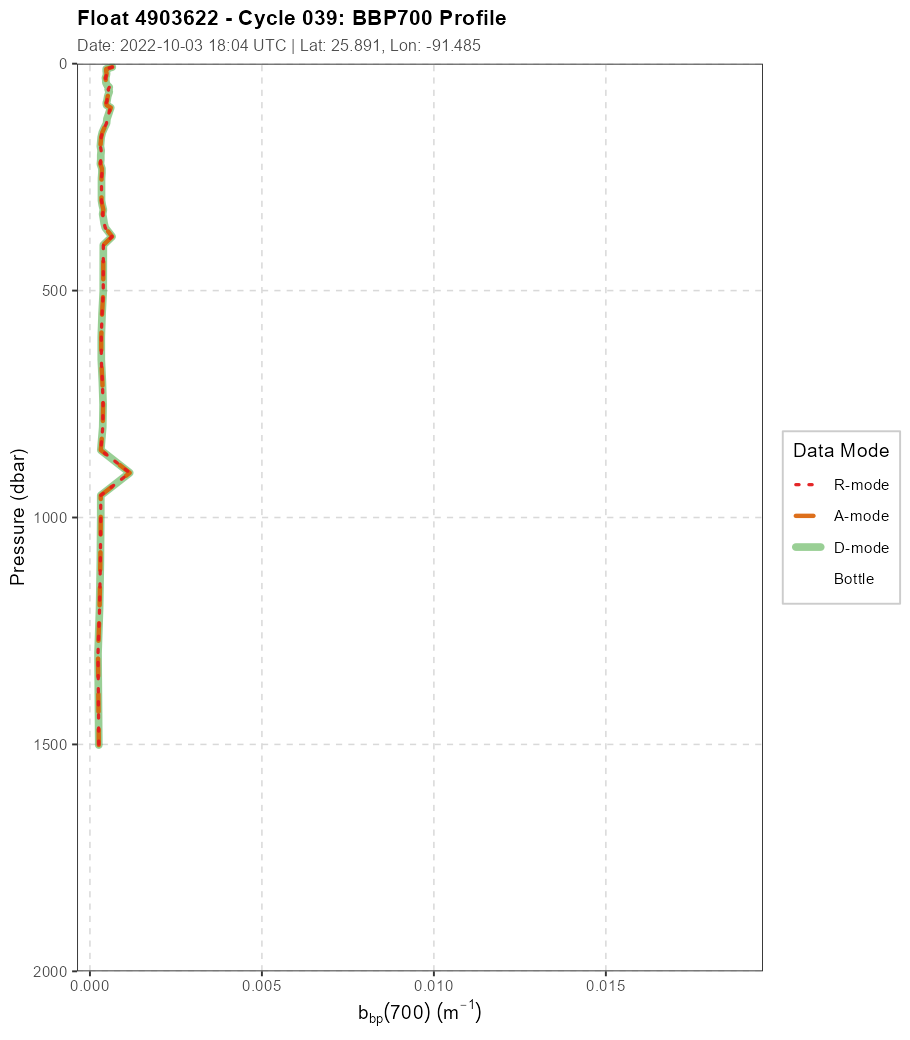 Float 4903622 - Cycle 039: BBP700 Profile
Date: 2022-10-03 18:04 UTC | Lat: 25.891, Lon: -91.485
0
500
1000
1500
2000
Pressure (dbar)
0.000 0.005 0.010 0.015
b_bp(700) (m⁻¹)
Data Mode
R-mode
A-mode
D-mode
Bottle